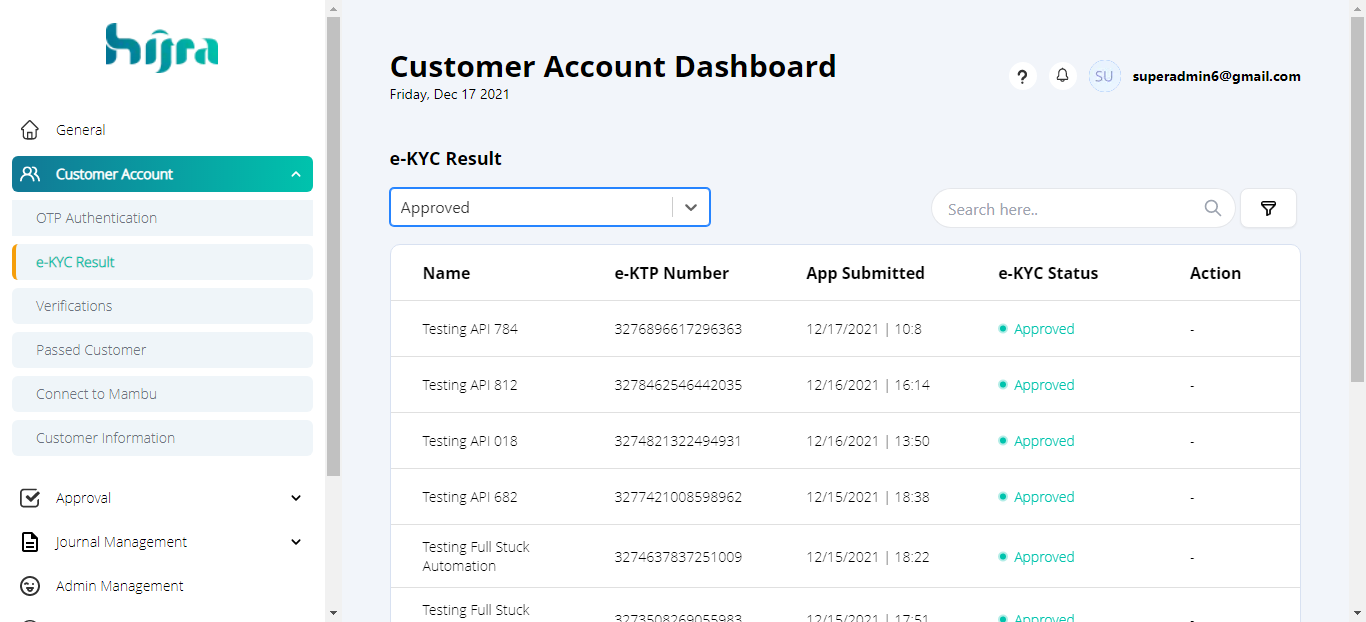 hijra
General
Customer Account
OTP Authentication
e-KYC Result
Verifications
Passed Customer
Connect to Mambu
Customer Information
Approval
Journal Management
Admin Management
Customer Account Dashboard
Friday, Dec 17 2021
? SU superadmin6@gmail.com
e-KYC Result
Approved
Search here..
Name e-KTP Number App Submitted e-KYC Status Action
Testing API 784 3276896617296363 12/17/2021 | 10:8 Approved -
Testing API 812 3278462546442035 12/16/2021 | 16:14 Approved -
Testing API 018 3274821322494931 12/16/2021 | 13:50 Approved -
Testing API 682 3277421008598962 12/15/2021 | 18:38 Approved -
Testing Full Stuck
Automation 3274637837251009 12/15/2021 | 18:22 Approved -
Testing Full Stuck
3273508269055983 12/15/2021 | 17:51 Approved -